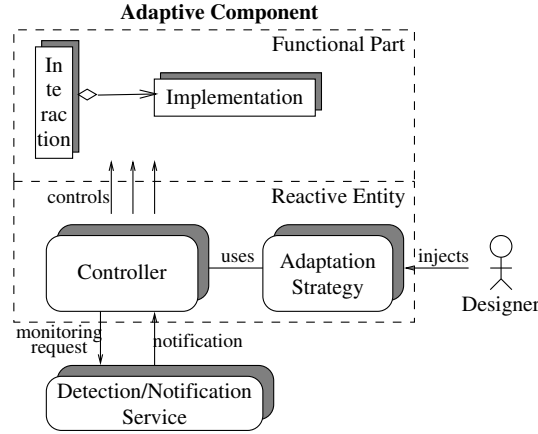 Adaptive Component
Functional Part
In
te
rac
tion
Implementation
controls
Reactive Entity
Controller
uses
Adaptation
Strategy
injects
Designer
monitoring
request
notification
Detection/Notification
Service